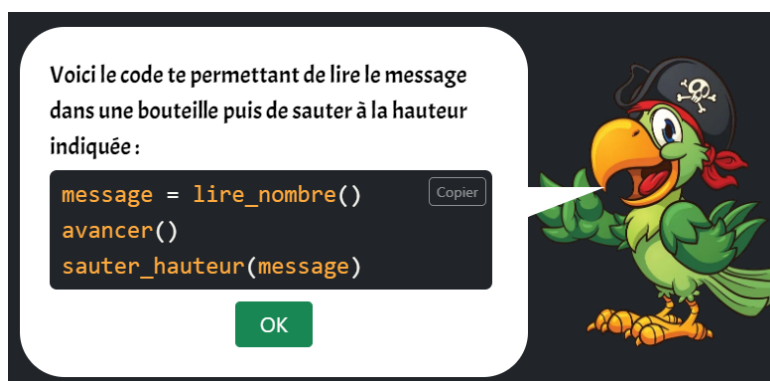 Voici le code te permettant de lire le message
dans une bouteille puis de sauter à la hauteur
indiquée :
message = lire_nombre()
Copier
avancer()
sauter_hauteur(message)
OK